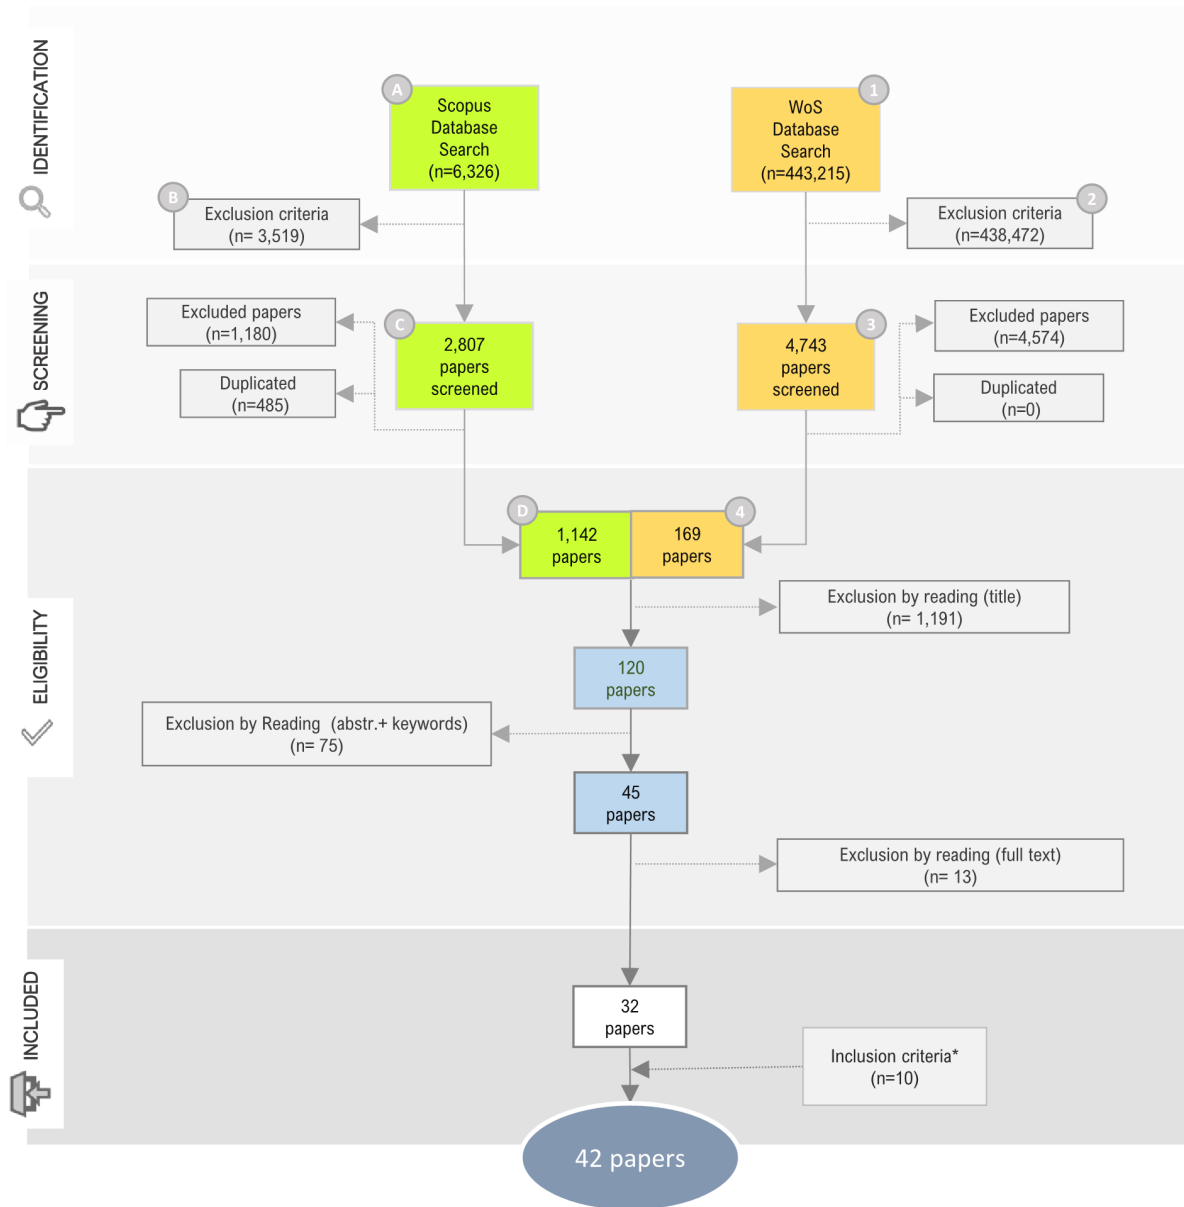 IDENTIFICATION
A
Scopus
Database
Search
(n=6,326)
1
WoS
Database
Search
(n=443,215)
B
Exclusion criteria
(n= 3,519)
2
Exclusion criteria
(n=438,472)
SCREENING
Excluded papers
(n=1,180)
Duplicated
(n=485)
C
2,807
papers
screened
3
4,743
papers
screened
Excluded papers
(n=4,574)
Duplicated
(n=0)
ELIGIBILITY
D
1,142
papers
4
169
papers
Exclusion by reading (title)
(n= 1,191)
120
papers
Exclusion by Reading (abstr.+ keywords)
(n= 75)
45
papers
Exclusion by reading (full text)
(n= 13)
INCLUDED
32
papers
Inclusion criteria*
(n=10)
42 papers